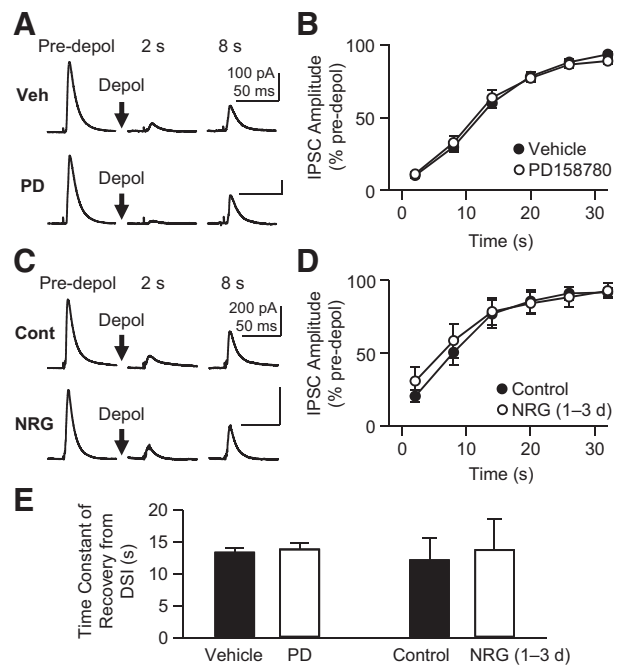 A
Pre-depol 2 s 8 s
Veh
Depol
100 pA
50 ms
PD
Depol
B
IPSC Amplitude
(% pre-depol)
100
50
0
Vehicle
PD158780
0 10 20 30
Time (s)
C
Pre-depol 2 s 8 s
Cont
Depol
200 pA
50 ms
NRG
Depol
D
IPSC Amplitude
(% pre-depol)
100
50
0
Control
NRG (1–3 d)
0 10 20 30
Time (s)
E
Time Constant of
Recovery from
DSI (s)
20
15
10
5
0
Vehicle PD Control NRG (1–3 d)